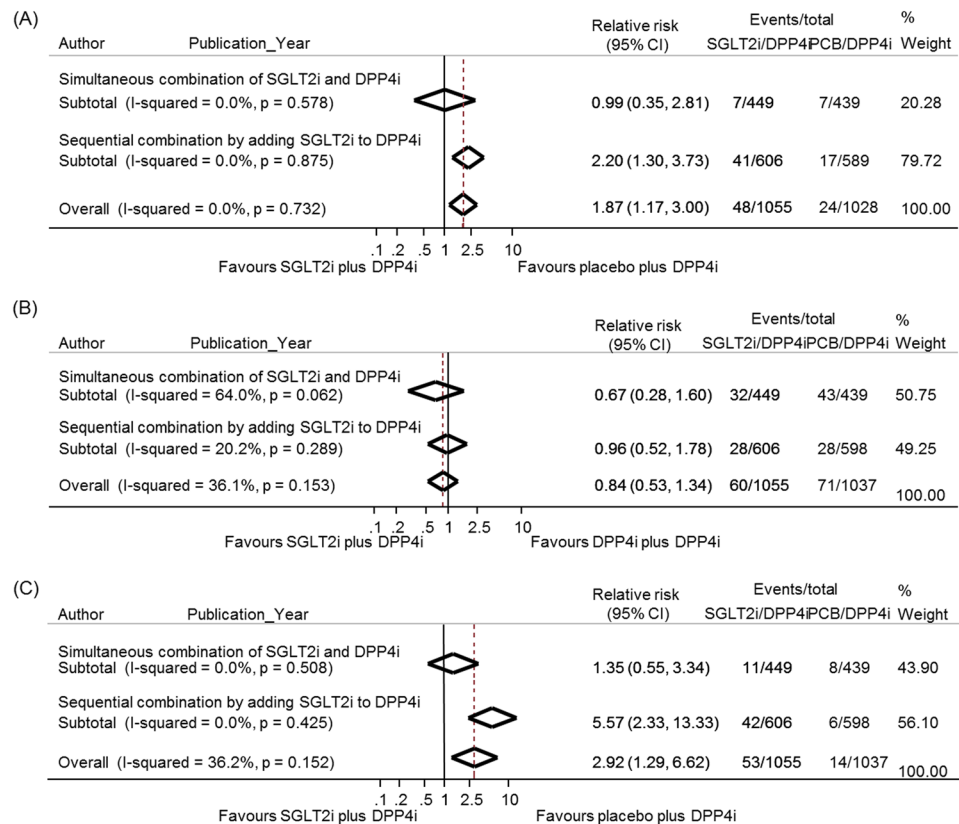 (A)
Relative risk Events/total %
Author Publication_Year (95% CI) SGLT2i/DPP4iPCB/DPP4i Weight
Simultaneous combination of SGLT2i and DPP4i
Subtotal (I-squared = 0.0%, p = 0.578) 0.99 (0.35, 2.81) 7/449 7/439 20.28
Sequential combination by adding SGLT2i to DPP4i
Subtotal (I-squared = 0.0%, p = 0.875) 2.20 (1.30, 3.73) 41/606 17/589 79.72
Overall (I-squared = 0.0%, p = 0.732) 1.87 (1.17, 3.00) 48/1055 24/1028 100.00
.1 .2 .5 1 2.5 10
Favours SGLT2i plus DPP4i Favours placebo plus DPP4i
(B)
Relative risk Events/total %
Author Publication_Year (95% CI) SGLT2i/DPP4iPCB/DPP4i Weight
Simultaneous combination of SGLT2i and DPP4i
Subtotal (I-squared = 64.0%, p = 0.062) 0.67 (0.28, 1.60) 32/449 43/439 50.75
Sequential combination by adding SGLT2i to DPP4i
Subtotal (I-squared = 20.2%, p = 0.289) 0.96 (0.52, 1.78) 28/606 28/598 49.25
Overall (I-squared = 36.1%, p = 0.153) 0.84 (0.53, 1.34) 60/1055 71/1037 100.00
.1 .2 .5 1 2.5 10
Favours SGLT2i plus DPP4i Favours DPP4i plus DPP4i
(C)
Relative risk Events/total %
Author Publication_Year (95% CI) SGLT2i/DPP4iPCB/DPP4i Weight
Simultaneous combination of SGLT2i and DPP4i
Subtotal (I-squared = 0.0%, p = 0.508) 1.35 (0.55, 3.34) 11/449 8/439 43.90
Sequential combination by adding SGLT2i to DPP4i
Subtotal (I-squared = 0.0%, p = 0.425) 5.57 (2.33, 13.33) 42/606 6/598 56.10
Overall (I-squared = 36.2%, p = 0.152) 2.92 (1.29, 6.62) 53/1055 14/1037 100.00
.1 .2 .5 1 2.5 10
Favours SGLT2i plus DPP4i Favours placebo plus DPP4i